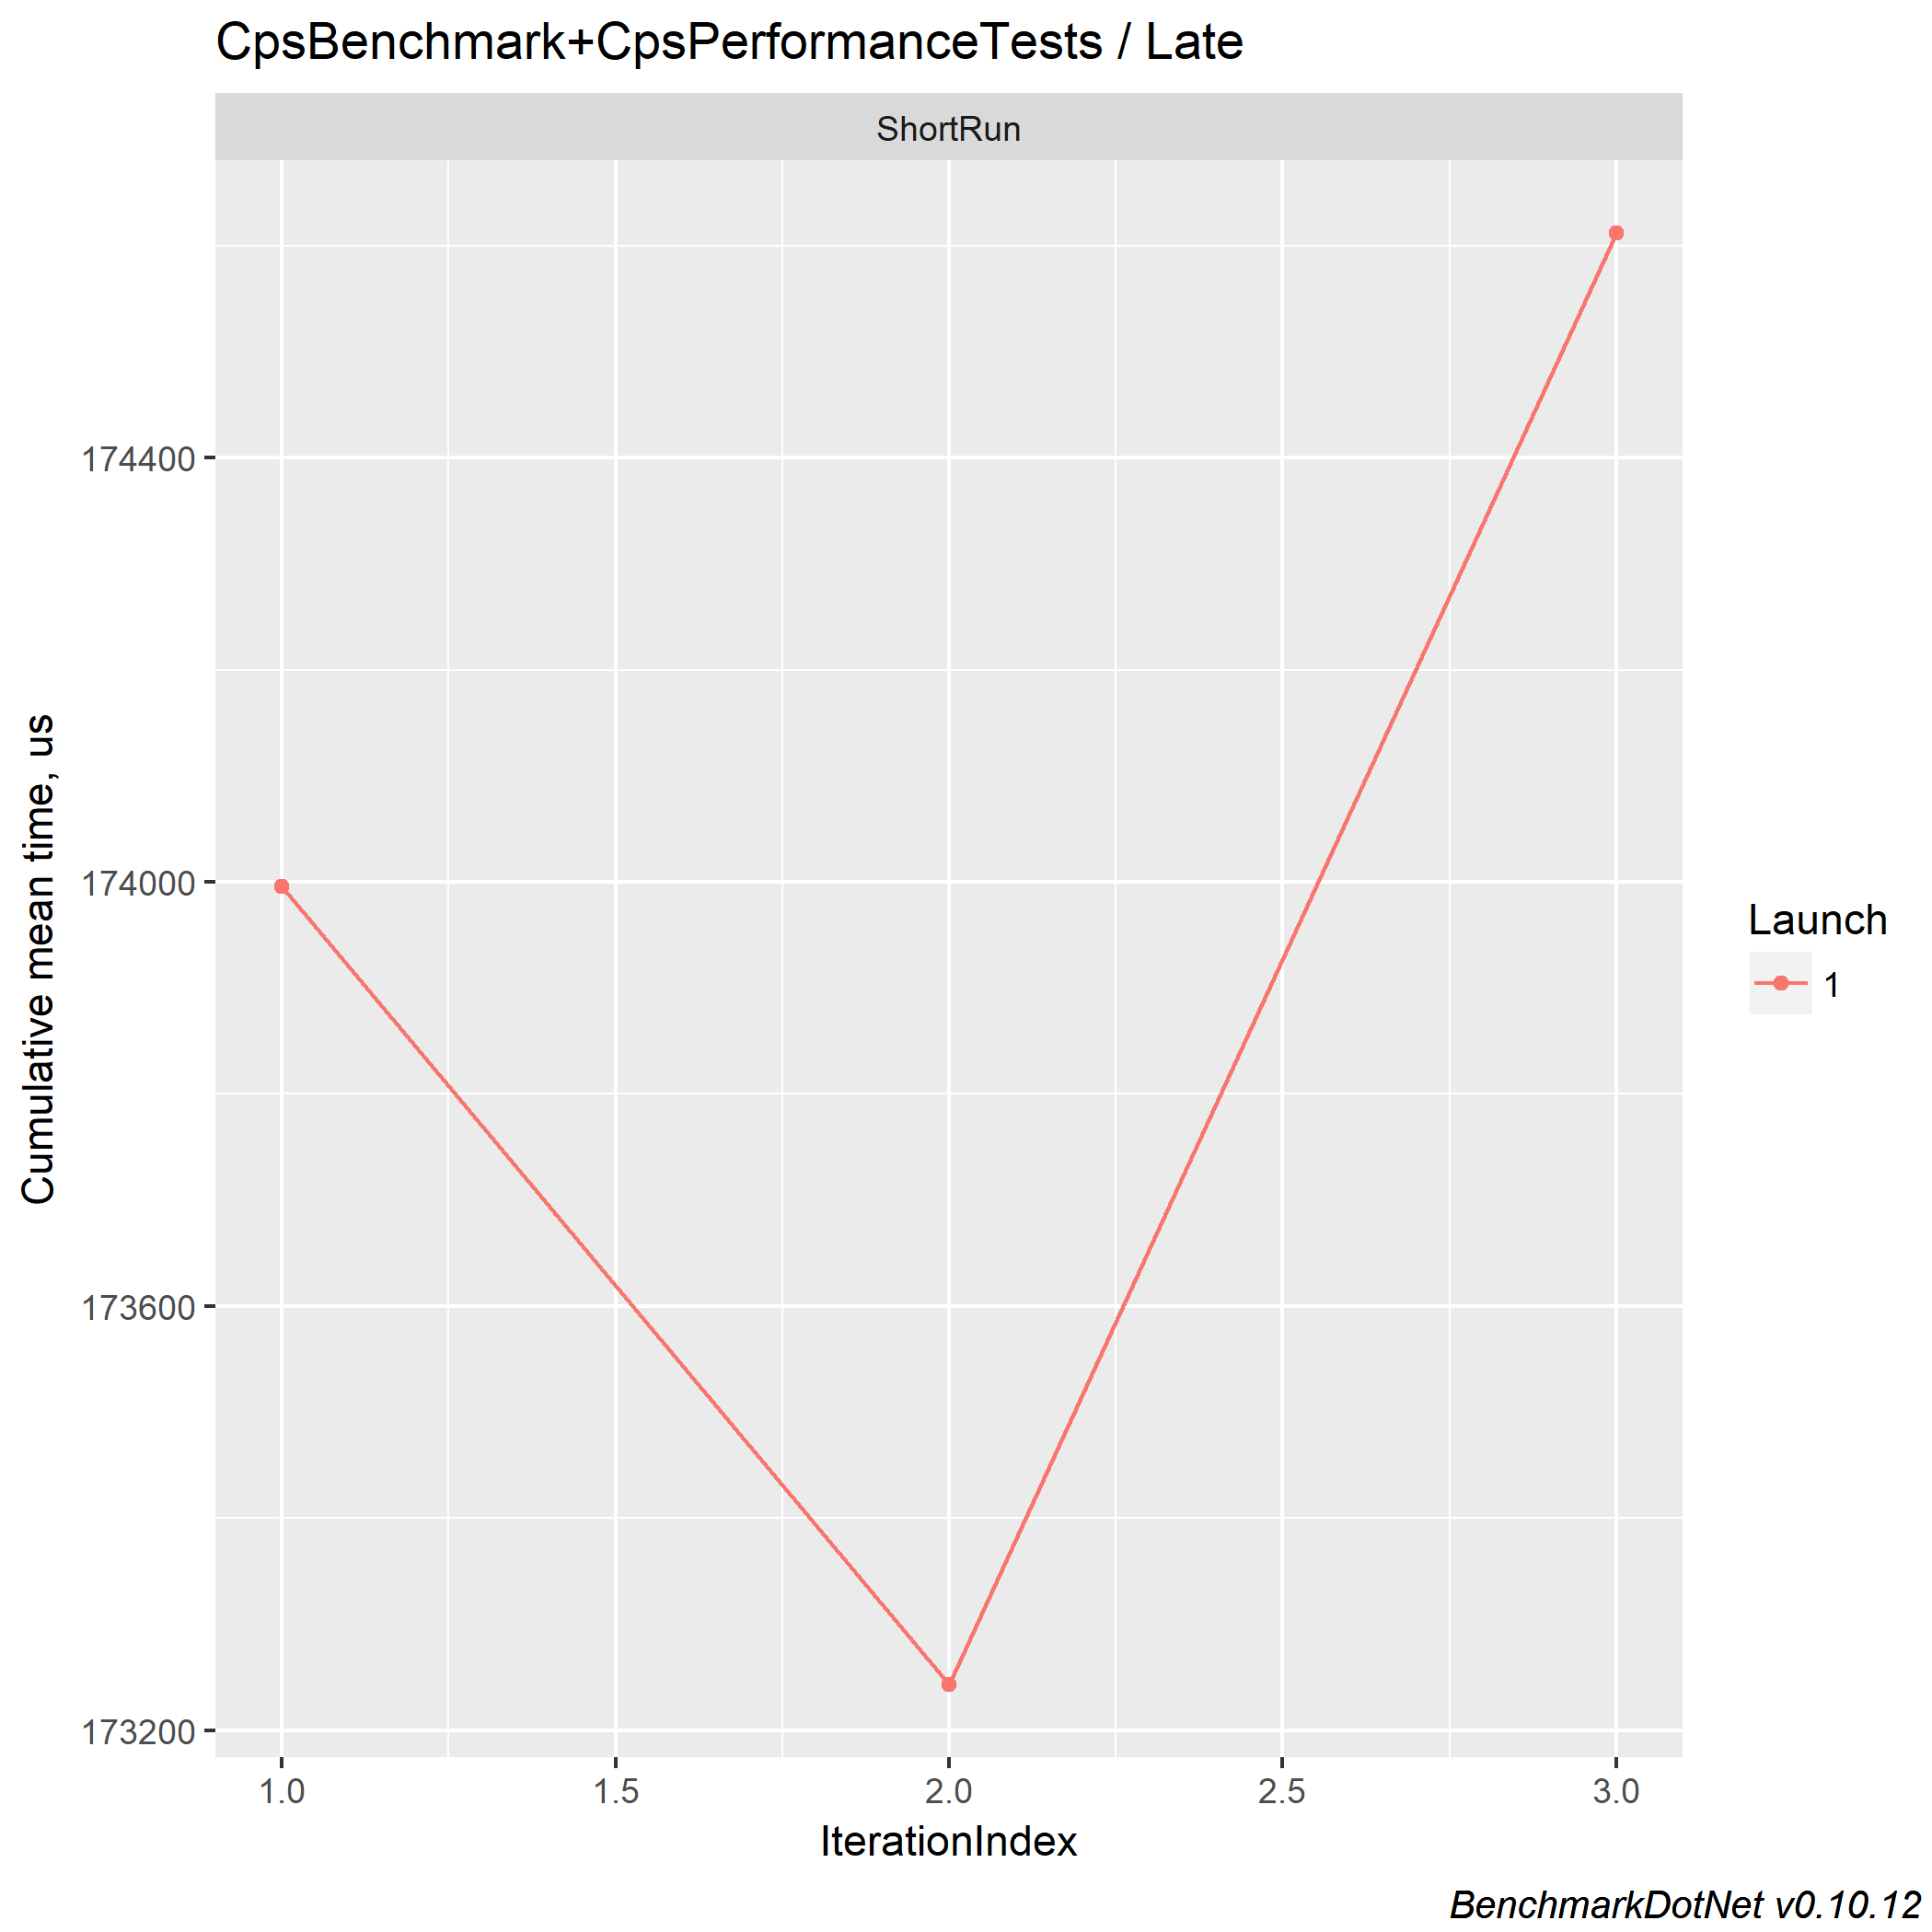 CpsBenchmark+CpsPerformanceTests / Late
ShortRun
Cumulative mean time, us
174400
174000
173600
173200
1.0 1.5 2.0 2.5 3.0
IterationIndex
Launch
1
BenchmarkDotNet v0.10.12